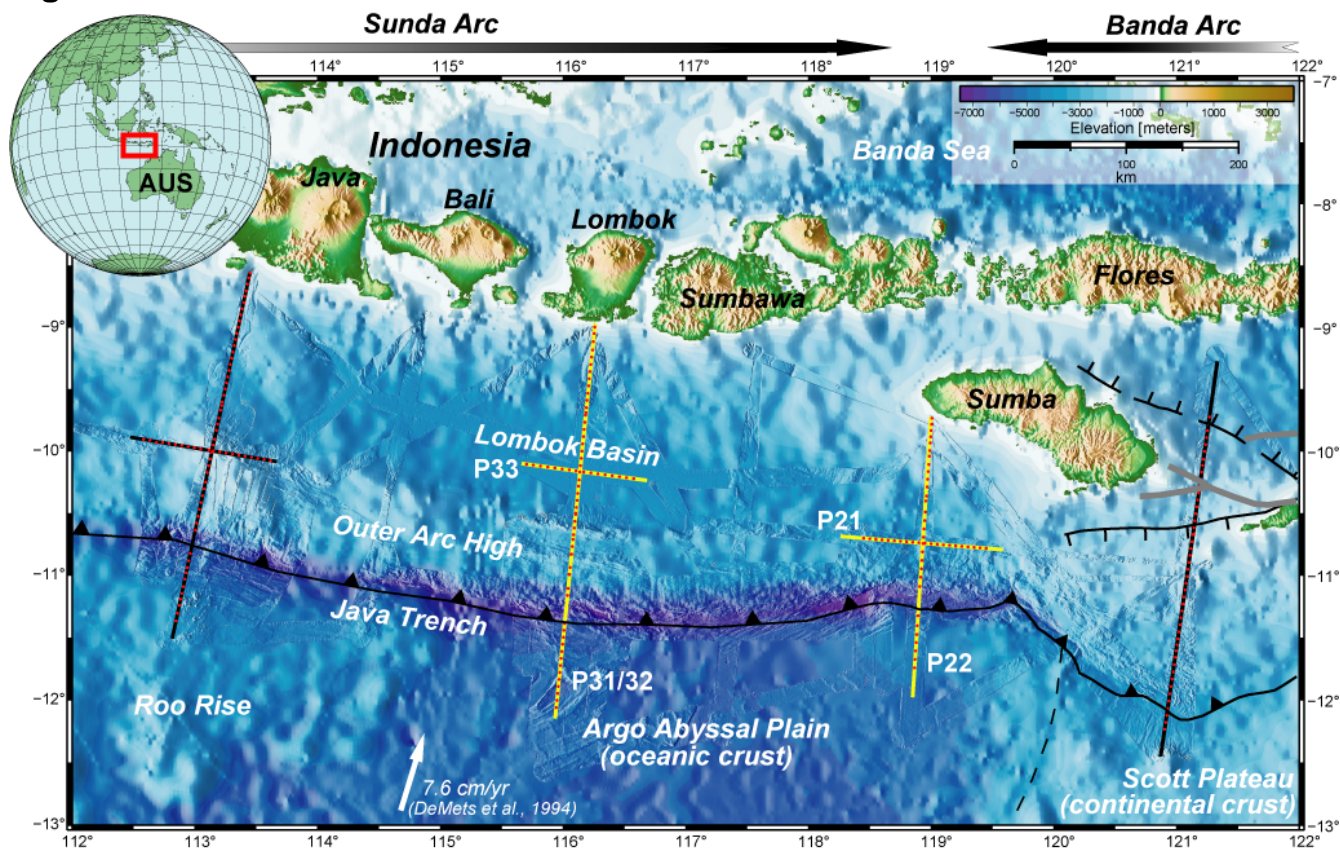 Sunda Arc
Banda Arc
114° 115° 116° 117° 118° 119° 120° 121° 122°
−7°
−7000 −5000 −3000 −1000 0 1000 3000
Elevation [meters]
0 100 200
km
AUS
Indonesia
Banda Sea
Java
Bali
Lombok
Sumbawa
Flores
−8°
−9° −9°
Sumba
Lombok Basin
−10° −10°
P33
P21
Outer Arc High
−11° −11°
Java Trench
P22
P31/32
−12° −12°
Roo Rise
Argo Abyssal Plain
(oceanic crust)
Scott Plateau
(continental crust)
7.6 cm/yr
(DeMets et al., 1994)
−13° −13°
112° 113° 114° 115° 116° 117° 118° 119° 120° 121° 122°